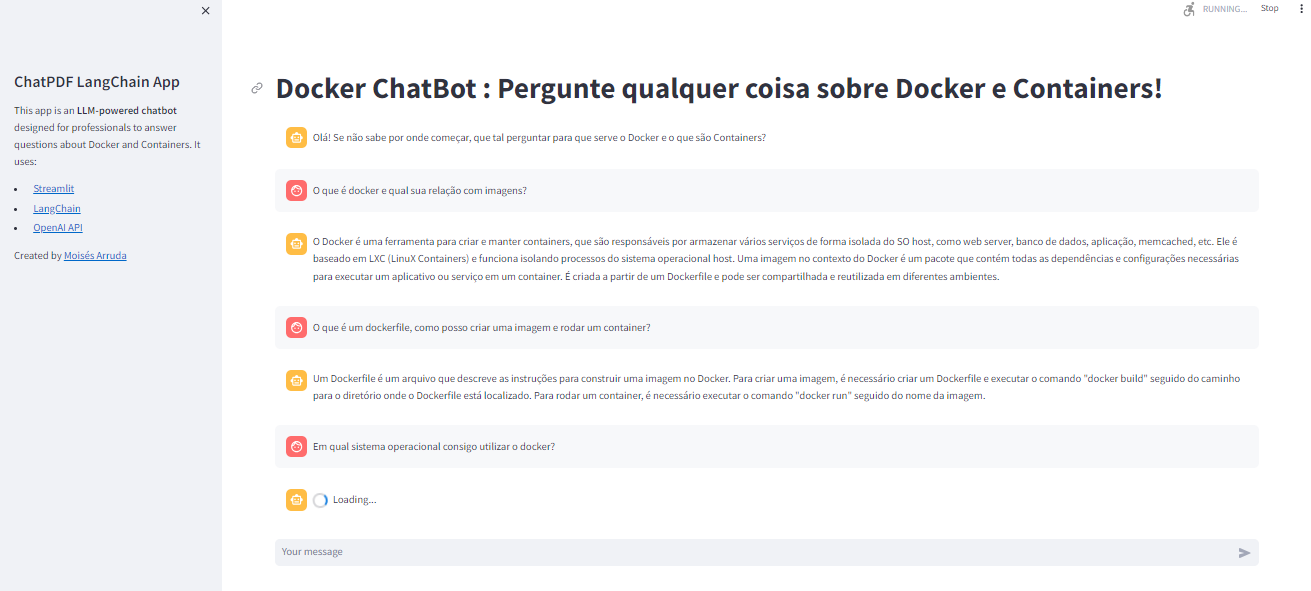 RUNNING...
Stop
ChatPDF LangChain App
This app is an LLM-powered chatbot
designed for professionals to answer
questions about Docker and Containers. It
uses:
Streamlit
LangChain
OpenAI API
Created by Moisés Arruda
Docker ChatBot : Pergunte qualquer coisa sobre Docker e Containers!
Olá! Se não sabe por onde começar, que tal perguntar para que serve o Docker e o que são Containers?
O que é docker e qual sua relação com imagens?
O Docker é uma ferramenta para criar e manter containers, que são responsáveis por armazenar vários serviços de forma isolada do SO host, como web server, banco de dados, aplicação, memcached, etc. Ele é
baseado em LXC (LinuX Containers) e funciona isolando processos do sistema operacional host. Uma imagem no contexto do Docker é um pacote que contém todas as dependências e configurações necessárias
para executar um aplicativo ou serviço em um container. É criada a partir de um Dockerfile e pode ser compartilhada e reutilizada em diferentes ambientes.
O que é um dockerfile, como posso criar uma imagem e rodar um container?
Um Dockerfile é um arquivo que descreve as instruções para construir uma imagem no Docker. Para criar uma imagem, é necessário criar um Dockerfile e executar o comando "docker build" seguido do caminho
para o diretório onde o Dockerfile está localizado. Para rodar um container, é necessário executar o comando "docker run" seguido do nome da imagem.
Em qual sistema operacional consigo utilizar o docker?
Loading...
Your message